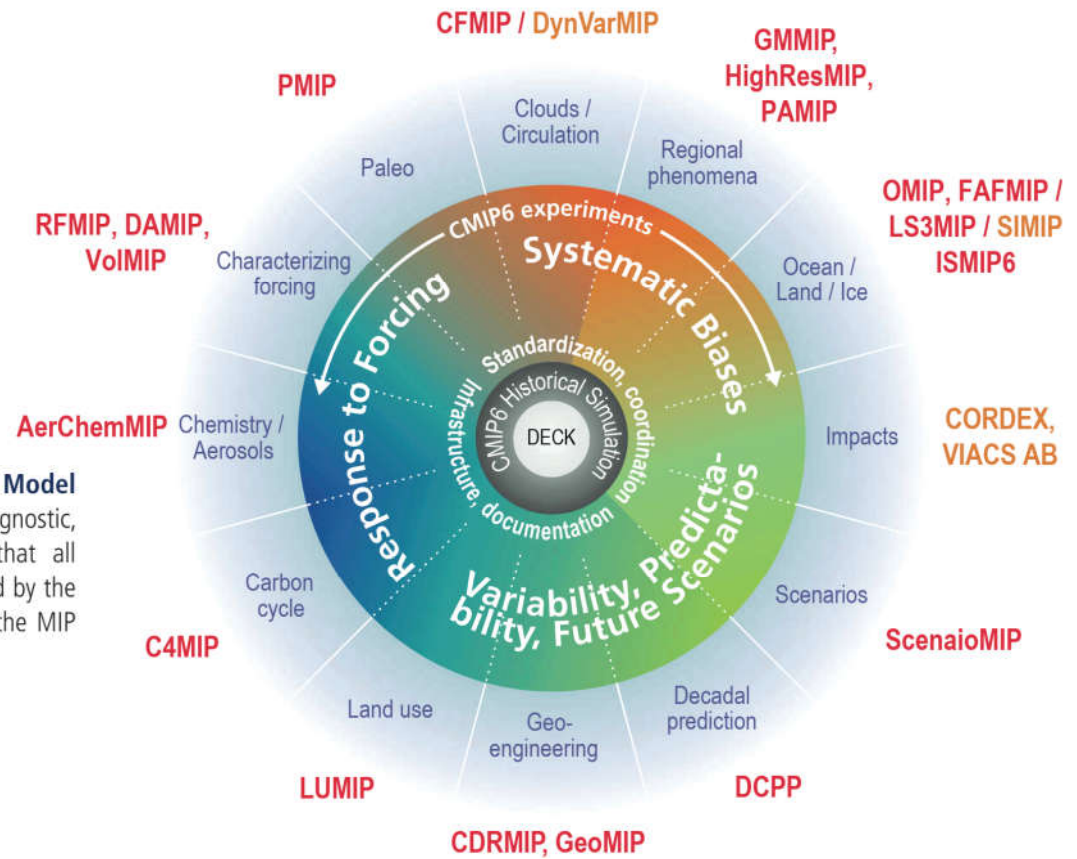 CFMIP / DynVarMIP
GMMIP,
HighResMIP,
PAMIP
PMIP
Clouds /
Circulation
Regional
phenomena
Paleo
OMIP, FAFMIP /
LS3MIP / SIMIP
ISMIP6
RFMIP, DAMIP,
VolMIP
Characterizing
forcing
CMIP6 experiments
Systematic Biases
Ocean /
Land / Ice
Response to Forcing
Standardization, coordination
Infrastructure, documentation
CMIP6 Historical Simulation
DECK
AerChemMIP
Chemistry /
Aerosols
Impacts
CORDEX,
VIACS AB
Model
gnostic,
that all
d by the
the MIP
Variability, Predicta-
bility, Future Scenarios
Carbon
cycle
Scenarios
C4MIP
ScenaioMIP
Land use
Geo-
engineering
Decadal
prediction
LUMIP
DCPP
CDRMIP, GeoMIP